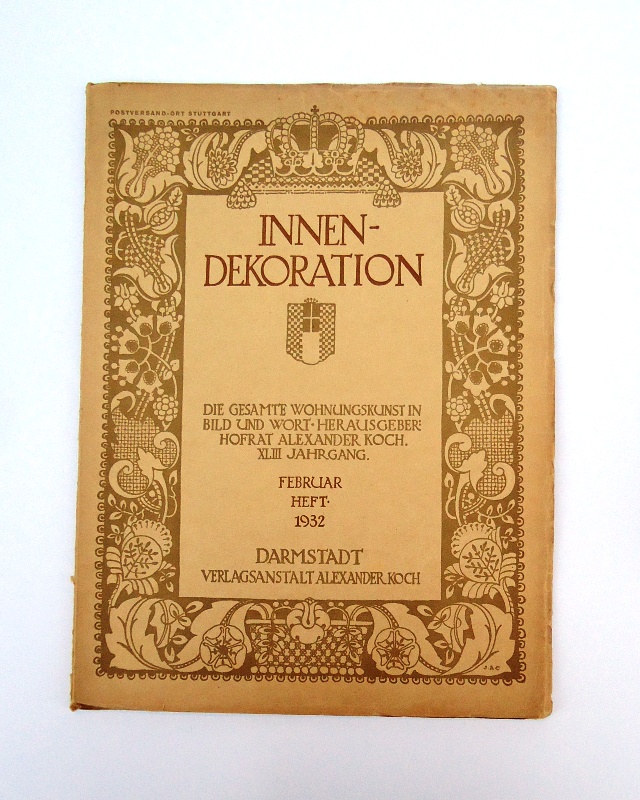 POSTVERSAND-ORT STUTTGART
INNEN-
DEKORATION
DIE GESAMTE WOHNUNGSKUNST IN
BILD UND WORT · HERAUSGEBER:
HOFRAT ALEXANDER KOCH.
XLIII JAHRGANG.
FEBRUAR
HEFT·
1932
DARMSTADT
VERLAGSANSTALT ALEXANDER KOCH
J·A·C